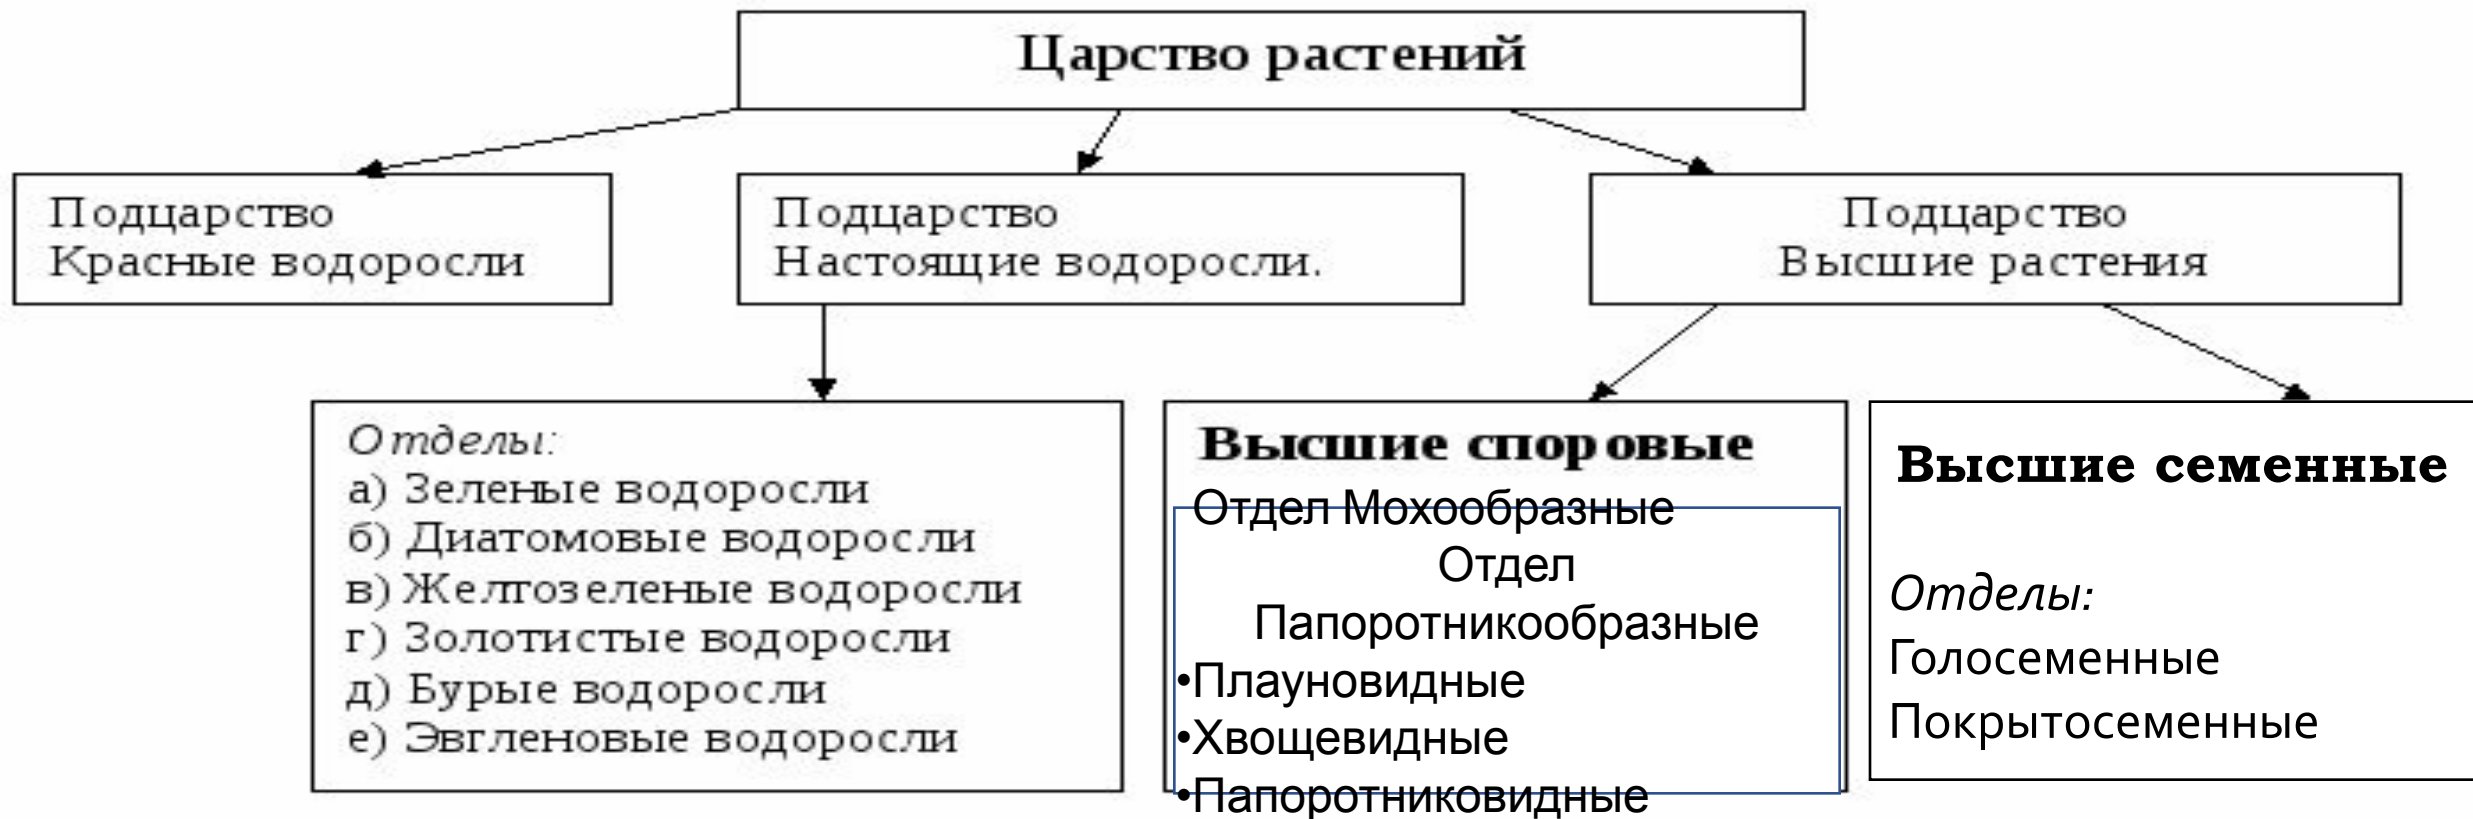 Царство растений
Подцарство
Красные водоросли
Подцарство
Настоящие водоросли.
Подцарство
Высшие растения
Отделы:
а) Зеленые водоросли
б) Диатомовые водоросли
в) Желтозеленые водоросли
г) Золотистые водоросли
д) Бурые водоросли
е) Эвгленовые водоросли
Высшие споровые
Отдел Мохообразные
Отдел
Папоротникообразные
•Плауновидные
•Хвощевидные
•Папоротниковидные
Высшие семенные
Отделы:
Голосеменные
Покрытосеменные